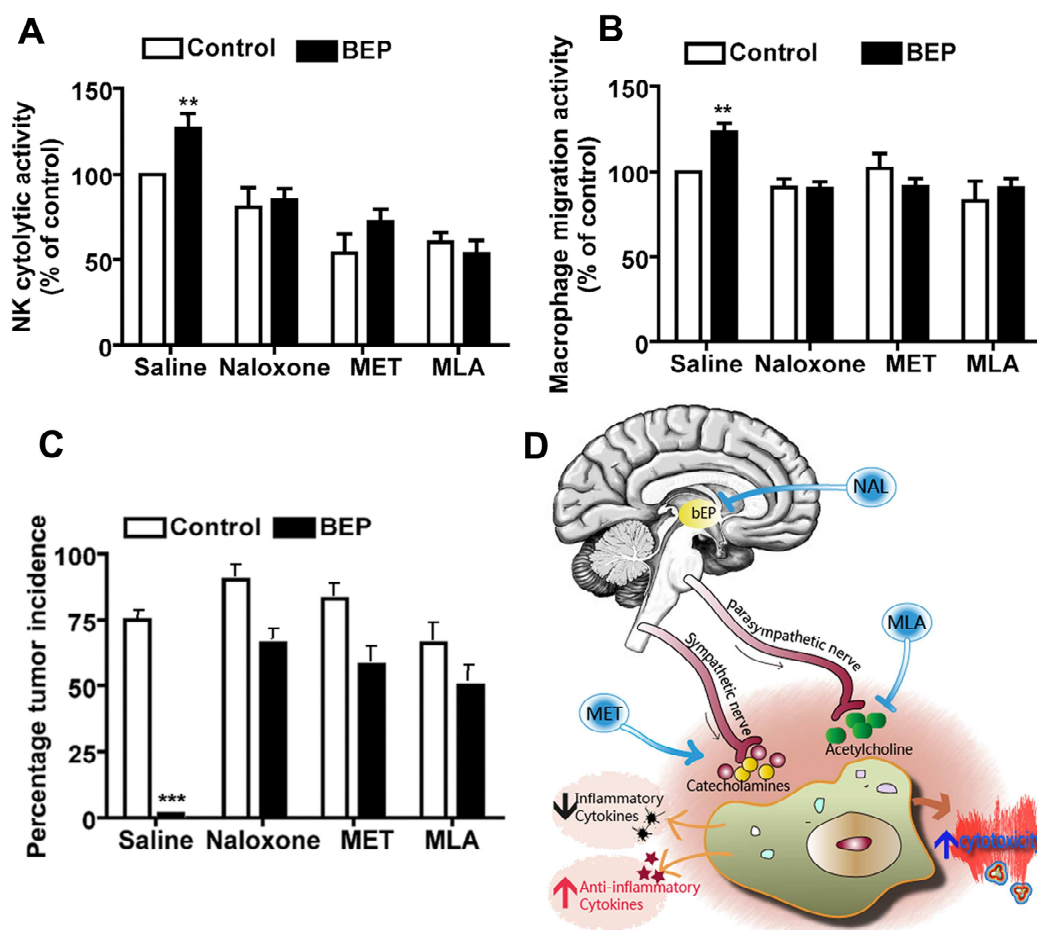 A
Control BEP
NK cytolytic activity
(% of control)
150
100
50
0
Saline Naloxone MET MLA
**
B
Control BEP
Macrophage migration activity
(% of control)
150
100
50
0
Saline Naloxone MET MLA
**
C
Control BEP
Percentage tumor incidence
100
75
50
25
0
Saline Naloxone MET MLA
***
D
bEP
NAL
parasympathetic nerve
Sympathetic nerve
MLA
MET
Acetylcholine
Catecholamines
Inflammatory
Cytokines
Anti-inflammatory
Cytokines
cytotoxicity